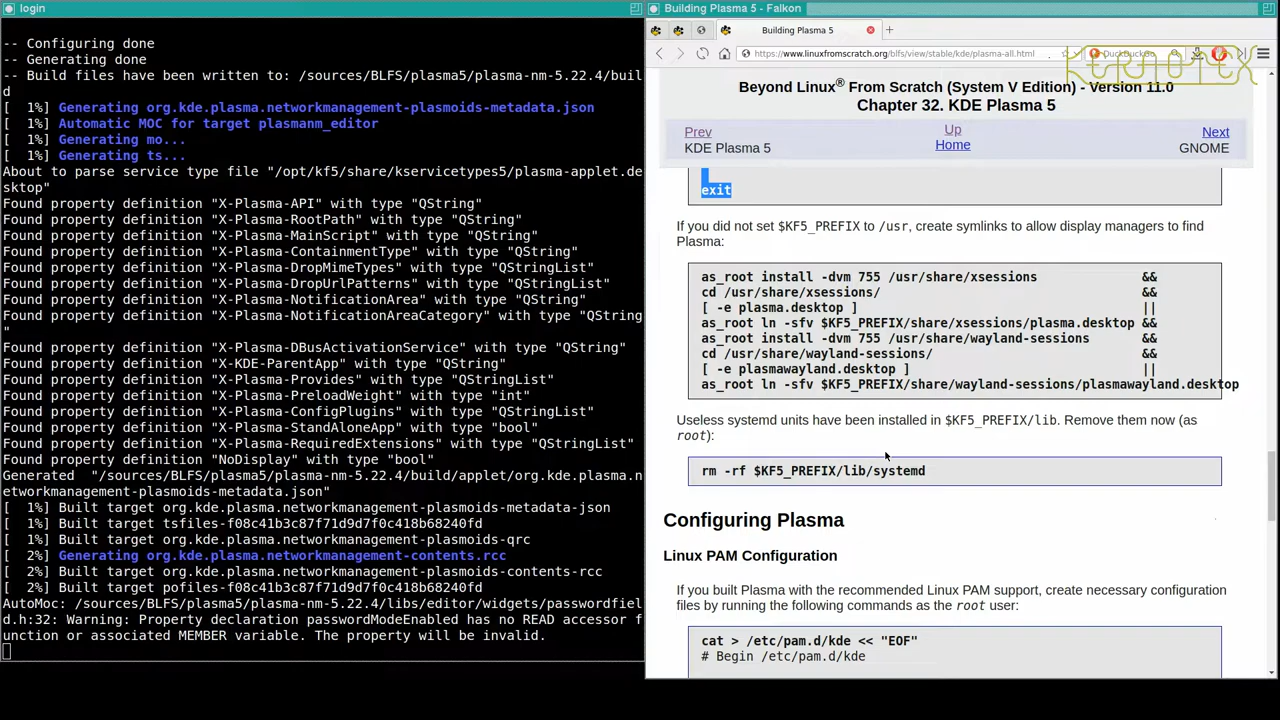 login
-- Configuring done
-- Generating done
-- Build files have been written to: /sources/BLFS/plasma5/plasma-nm-5.22.4/buil
d
[  1%] Generating org.kde.plasma.networkmanagement-plasmoids-metadata.json
[  1%] Automatic MOC for target plasmanm_editor
[  1%] Generating mo...
[  1%] Generating ts...
About to parse service type file "/opt/kf5/share/kservicetypes5/plasma-applet.de
sktop"
Found property definition "X-Plasma-API" with type "QString"
Found property definition "X-Plasma-RootPath" with type "QString"
Found property definition "X-Plasma-MainScript" with type "QString"
Found property definition "X-Plasma-ContainmentType" with type "QString"
Found property definition "X-Plasma-DropMimeTypes" with type "QStringList"
Found property definition "X-Plasma-DropUrlPatterns" with type "QStringList"
Found property definition "X-Plasma-NotificationArea" with type "QString"
Found property definition "X-Plasma-NotificationAreaCategory" with type "QString
"
Found property definition "X-Plasma-DBusActivationService" with type "QString"
Found property definition "X-KDE-ParentApp" with type "QString"
Found property definition "X-Plasma-Provides" with type "QStringList"
Found property definition "X-Plasma-PreloadWeight" with type "int"
Found property definition "X-Plasma-ConfigPlugins" with type "QStringList"
Found property definition "X-Plasma-StandAloneApp" with type "bool"
Found property definition "X-Plasma-RequiredExtensions" with type "QStringList"
Found property definition "NoDisplay" with type "bool"
Generated  "/sources/BLFS/plasma5/plasma-nm-5.22.4/build/applet/org.kde.plasma.n
etworkmanagement-plasmoids-metadata.json"
[  1%] Built target org.kde.plasma.networkmanagement-plasmoids-metadata-json
[  1%] Built target tsfiles-f08c41b3c87f71d9d7f0c418b68240fd
[  1%] Built target org.kde.plasma.networkmanagement-plasmoids-qrc
[  2%] Generating org.kde.plasma.networkmanagement-contents.rcc
[  2%] Built target org.kde.plasma.networkmanagement-plasmoids-contents-rcc
[  2%] Built target pofiles-f08c41b3c87f71d9d7f0c418b68240fd
AutoMoc: /sources/BLFS/plasma5/plasma-nm-5.22.4/libs/editor/widgets/passwordfiel
d.h:32: Warning: Property declaration passwordModeEnabled has no READ accessor f
unction or associated MEMBER variable. The property will be invalid.
Building Plasma 5 - Falkon
Building Plasma 5
https://www.linuxfromscratch.org/blfs/view/stable/kde/plasma-all.html
DuckDuckGo
KERNOTEX
Beyond Linux® From Scratch (System V Edition) - Version 11.0
Chapter 32. KDE Plasma 5
Prev
Up
Next
KDE Plasma 5
Home
GNOME
exit
If you did not set $KF5_PREFIX to /usr, create symlinks to allow display managers to find
Plasma:
as_root install -dvm 755 /usr/share/xsessions &&
cd /usr/share/xsessions/ &&
[ -e plasma.desktop ] ||
as_root ln -sfv $KF5_PREFIX/share/xsessions/plasma.desktop &&
as_root install -dvm 755 /usr/share/wayland-sessions &&
cd /usr/share/wayland-sessions/ &&
[ -e plasmawayland.desktop ] ||
as_root ln -sfv $KF5_PREFIX/share/wayland-sessions/plasmawayland.desktop
Useless systemd units have been installed in $KF5_PREFIX/lib. Remove them now (as
root):
rm -rf $KF5_PREFIX/lib/systemd
Configuring Plasma
Linux PAM Configuration
If you built Plasma with the recommended Linux PAM support, create necessary configuration
files by running the following commands as the root user:
cat > /etc/pam.d/kde << "EOF"
# Begin /etc/pam.d/kde